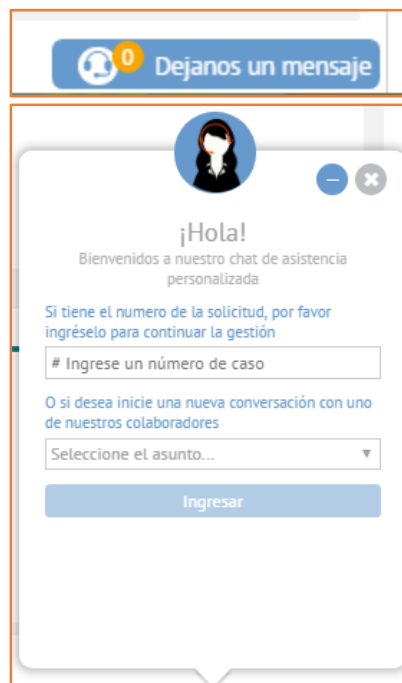 0 Dejanos un mensaje
¡Hola!
Bienvenidos a nuestro chat de asistencia
personalizada
Si tiene el numero de la solicitud, por favor
ingréselo para continuar la gestión
# Ingrese un número de caso
O si desea inicie una nueva conversación con uno
de nuestros colaboradores
Seleccione el asunto...
Ingresar